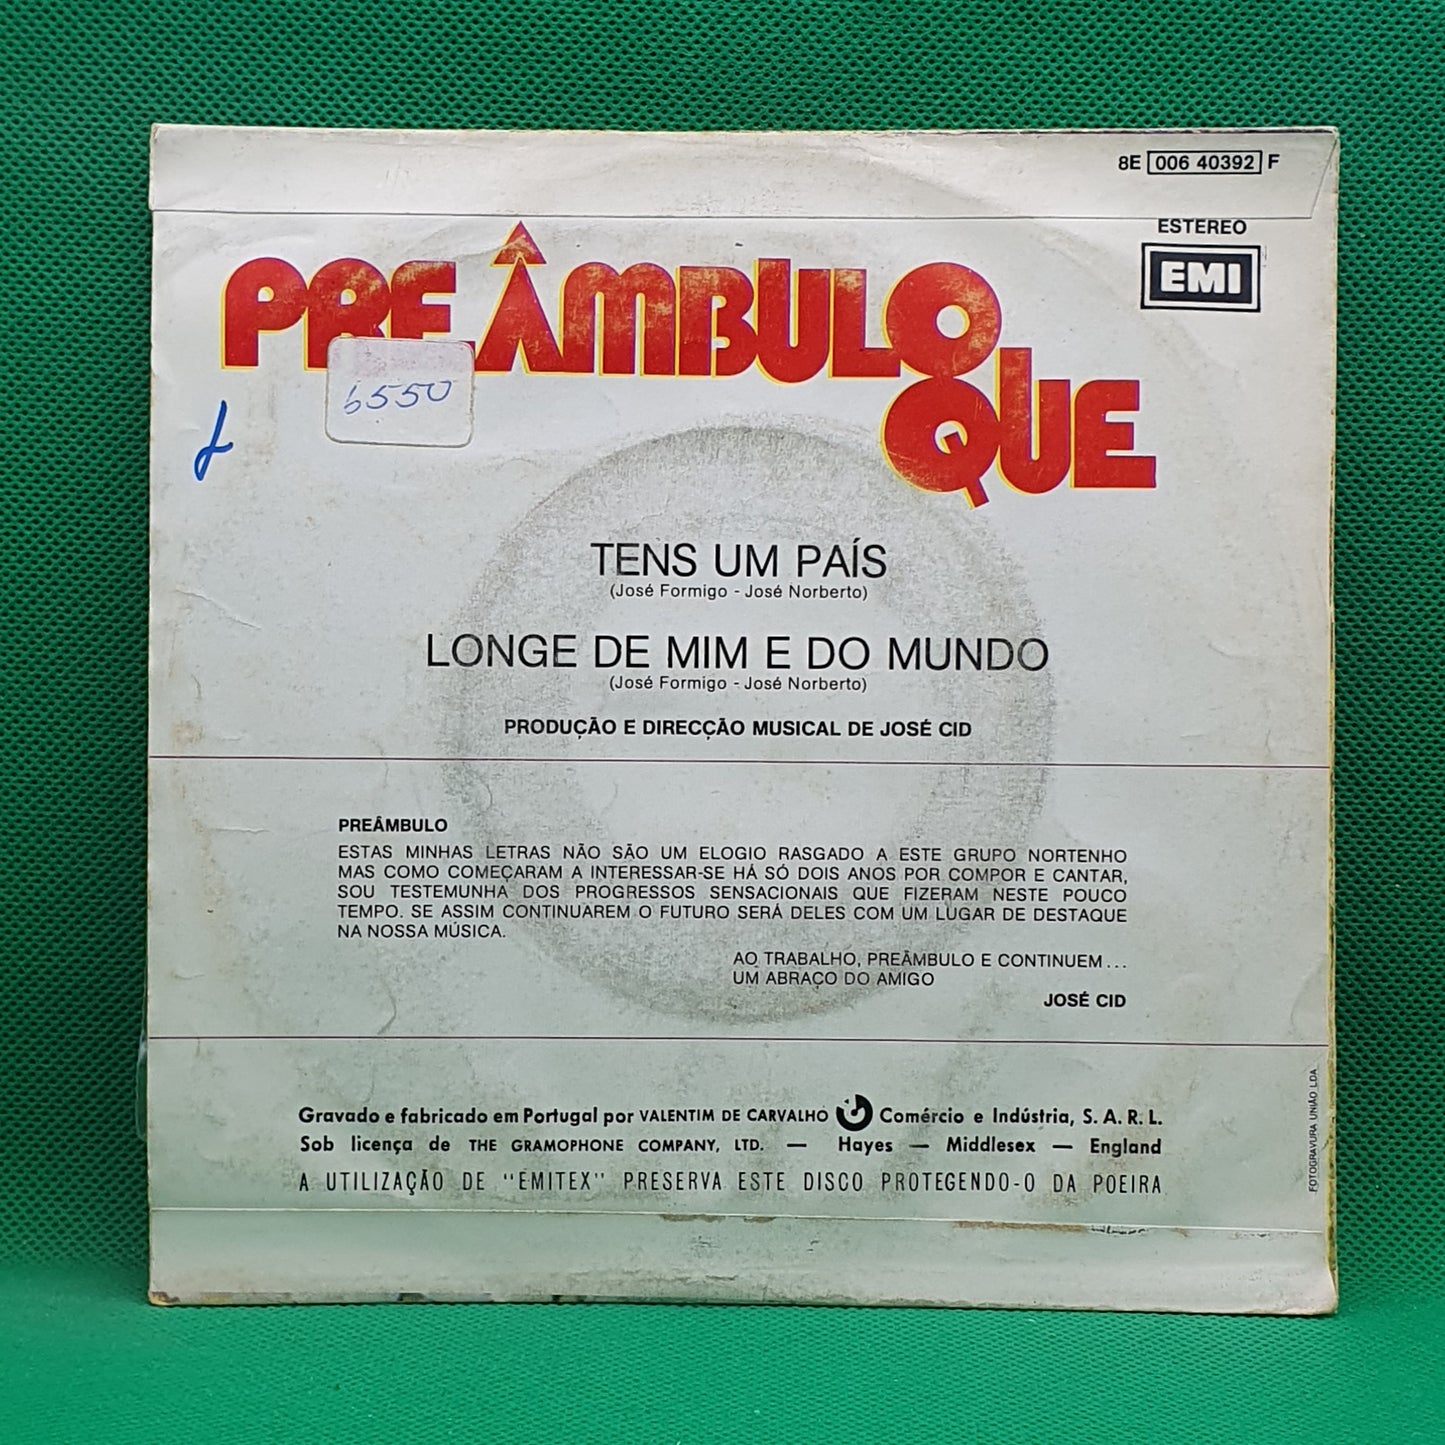 8E 006 40392 F
ESTEREO
EMI
PREÂMBULO
QUE
6550
TENS UM PAÍS
(José Formigo - José Norberto)
LONGE DE MIM E DO MUNDO
(José Formigo - José Norberto)
PRODUÇÃO E DIRECÇÃO MUSICAL DE JOSÉ CID
PREÂMBULO
ESTAS MINHAS LETRAS NÃO SÃO UM ELOGIO RASGADO A ESTE GRUPO NORTENHO
MAS COMO COMEÇARAM A INTERESSAR-SE HÁ SÓ DOIS ANOS POR COMPOR E CANTAR,
SOU TESTEMUNHA DOS PROGRESSOS SENSACIONAIS QUE FIZERAM NESTE POUCO
TEMPO. SE ASSIM CONTINUAREM O FUTURO SERÁ DELES COM UM LUGAR DE DESTAQUE
NA NOSSA MÚSICA.
AO TRABALHO, PREÂMBULO E CONTINUEM...
UM ABRAÇO DO AMIGO
JOSÉ CID
Gravado e fabricado em Portugal por VALENTIM DE CARVALHO Comércio e Indústria, S. A. R. L.
Sob licença de THE GRAMOPHONE COMPANY, LTD. — Hayes — Middlesex — England
A UTILIZAÇÃO DE "EMITEX" PRESERVA ESTE DISCO PROTEGENDO-O DA POEIRA
FOTOGRAVURA UNIÃO LDA.